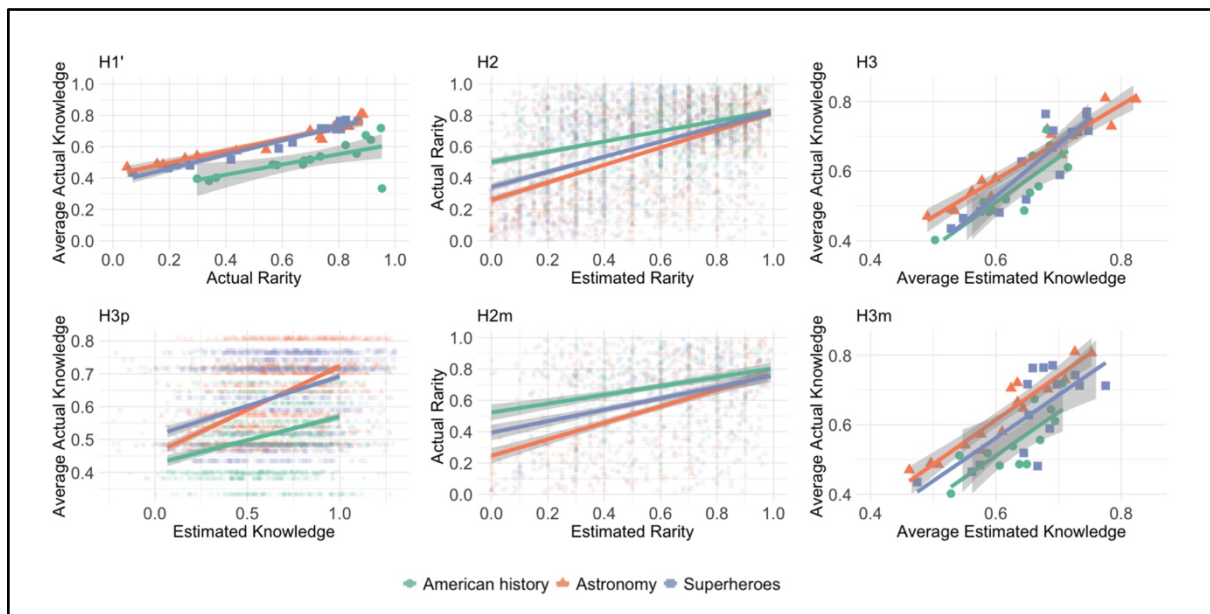 H1'
Average Actual Knowledge
1.0
0.8
0.6
0.4
0.2
0.0
0.0 0.2 0.4 0.6 0.8 1.0
Actual Rarity
H2
Actual Rarity
1.0
0.8
0.6
0.4
0.2
0.0
0.0 0.2 0.4 0.6 0.8 1.0
Estimated Rarity
H3
Average Actual Knowledge
0.8
0.6
0.4
0.4 0.6 0.8
Average Estimated Knowledge
H3p
Average Actual Knowledge
0.8
0.7
0.6
0.5
0.4
0.0 0.5 1.0
Estimated Knowledge
H2m
Actual Rarity
1.0
0.8
0.6
0.4
0.2
0.0
0.0 0.2 0.4 0.6 0.8 1.0
Estimated Rarity
H3m
Average Actual Knowledge
0.8
0.6
0.4
0.4 0.6 0.8
Average Estimated Knowledge
American history Astronomy Superheroes